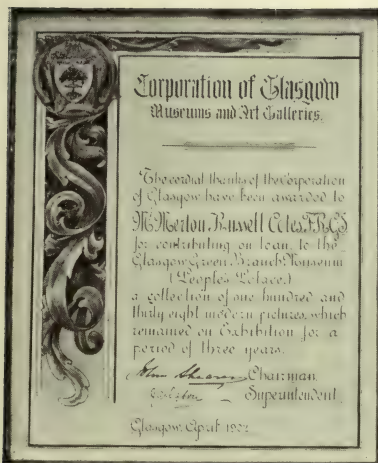 Corporation of Glasgow
Museums and Art Galleries.
The cordial thanks of the Corporation
of Glasgow have been awarded to
Mr Merton Russell Cotes, F.R.G.S
for contributing on loan, to the
Glasgow Green Branch Museum
(People's Palace.)
a collection of one hundred and
thirty eight modern pictures, which
remained on Exhibition for a
period of three years.
John Shearer Chairman
Superintendent.
Glasgow, April 1902